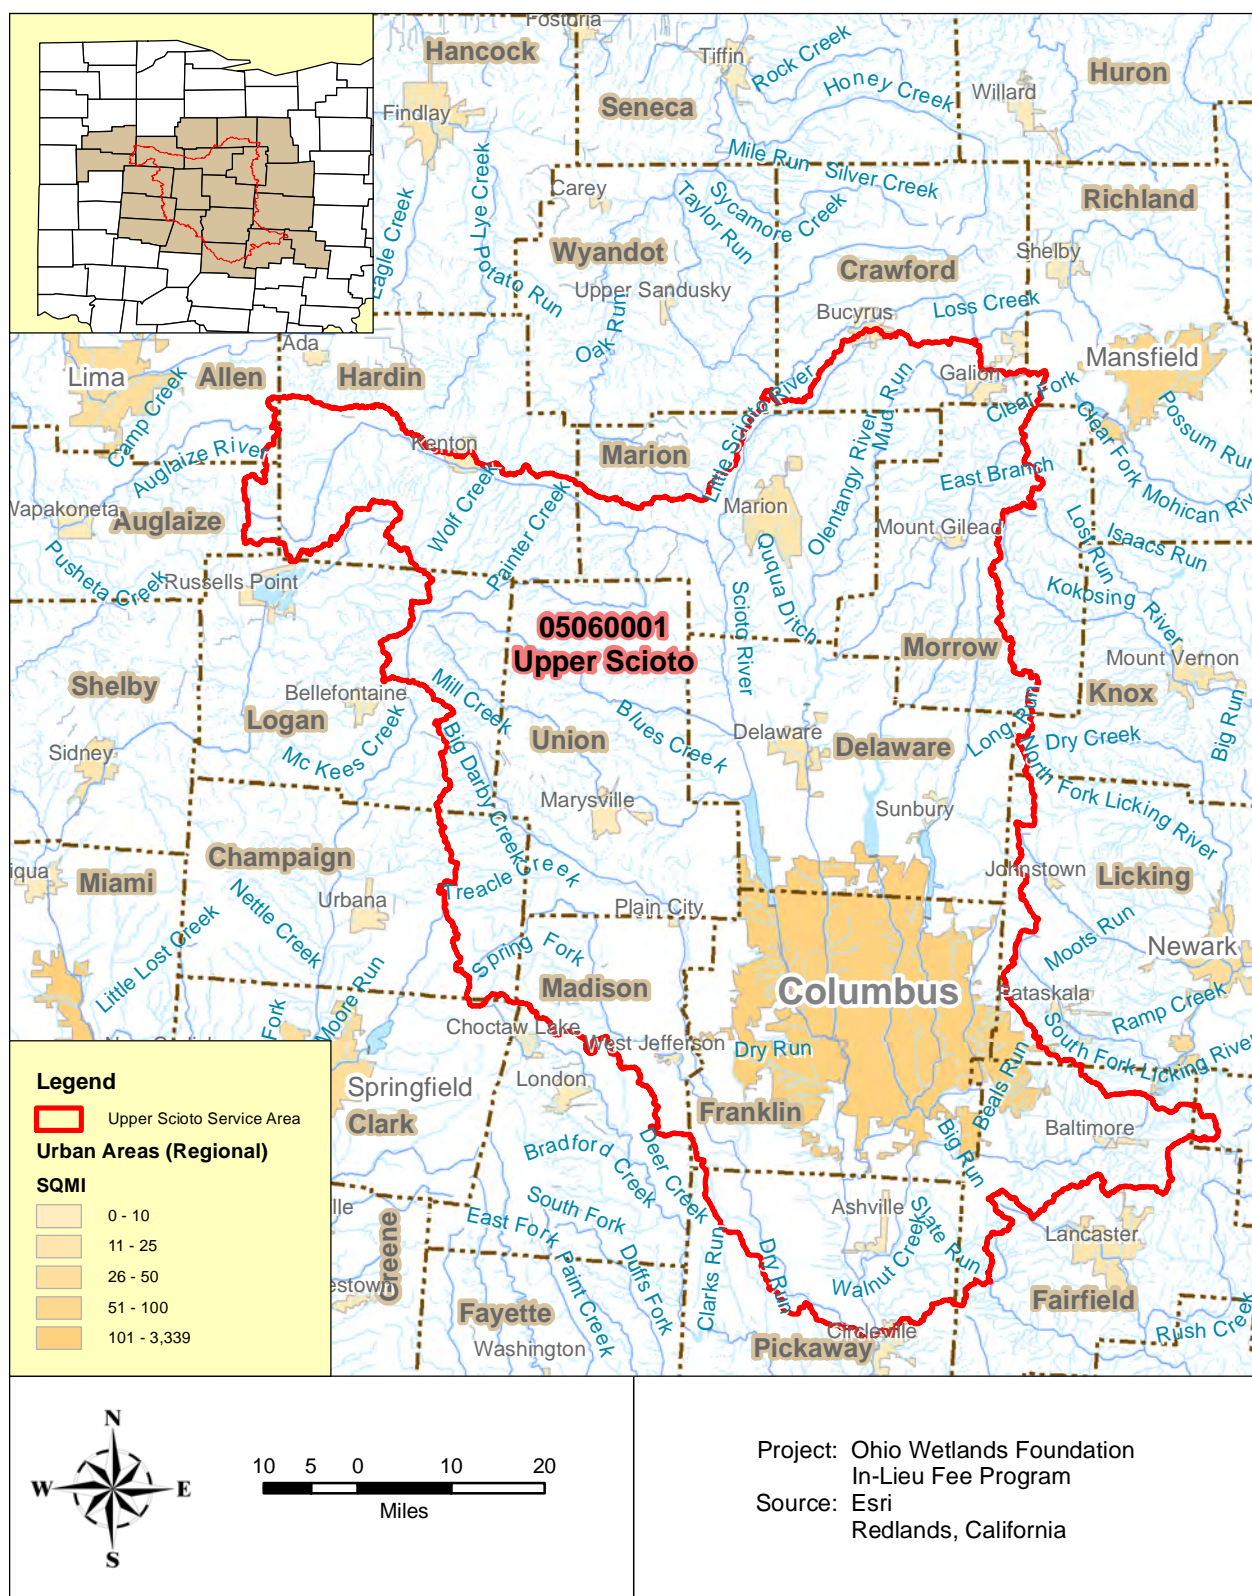 Fostoria
Hancock
Tiffin
Rock Creek
Huron
Honey Creek
Willard
Seneca
Findlay
Mile Run
Silver Creek
Lye Creek
Carey
Sycamore Creek
Taylor Run
Richland
Eagle Creek
Wyandot
Shelby
Crawford
Potato Run
Upper Sandusky
Loss Creek
Bucyrus
Oak Run
Ada
Mansfield
Lima
Allen
Hardin
Galion
Little Scioto River
Mud Run
Clear Fork
Camp Creek
Possum Run
Clear Fork Mohican
Kenton
Marion
Olentangy River
Auglaize River
East Branch
Wolf Creek
Marion
Wapakoneta
Auglaize
Painter Creek
Mount Gilead
Lost Run
Isaacs Run
Ququa Ditch
Pusheta Creek
Russells Point
Kokosing River
Scioto River
05060001
Upper Scioto
Morrow
Mount Vernon
Shelby
Bellefontaine
Mill Creek
Knox
Logan
Blues Creek
Long Run
Big Run
Union
Delaware
Delaware
Dry Creek
Sidney
Mc Kees Creek
Big Darby Creek
North Fork Licking River
Marysville
Sunbury
Champaign
Johnstown
Miami
Treacle Creek
Licking
Nettle Creek
Urbana
Plain City
Little Lost Creek
Spring Fork
Moots Run
Newark
Moore Run
Madison
Columbus
Pataskala
Fork
Choctaw Lake
West Jefferson
Dry Run
Ramp Creek
South Fork Licking River
London
Beals Run
Springfield
Franklin
Clark
Baltimore
Bradford Creek
Deer Creek
Big Run
Ashville
South Fork
Slate Run
Lancaster
East Fork Paint Creek
Greene
Duffs Fork
Clarks Run
Dry Run
Walnut Creek
Fayette
Fairfield
Circleville
Rush Creek
Washington
Pickaway
Legend
Upper Scioto Service Area
Urban Areas (Regional)
SQMI
0 - 10
11 - 25
26 - 50
51 - 100
101 - 3,339
N
W E
S
10 5 0 10 20
Miles
Project: Ohio Wetlands Foundation
In-Lieu Fee Program
Source: Esri
Redlands, California